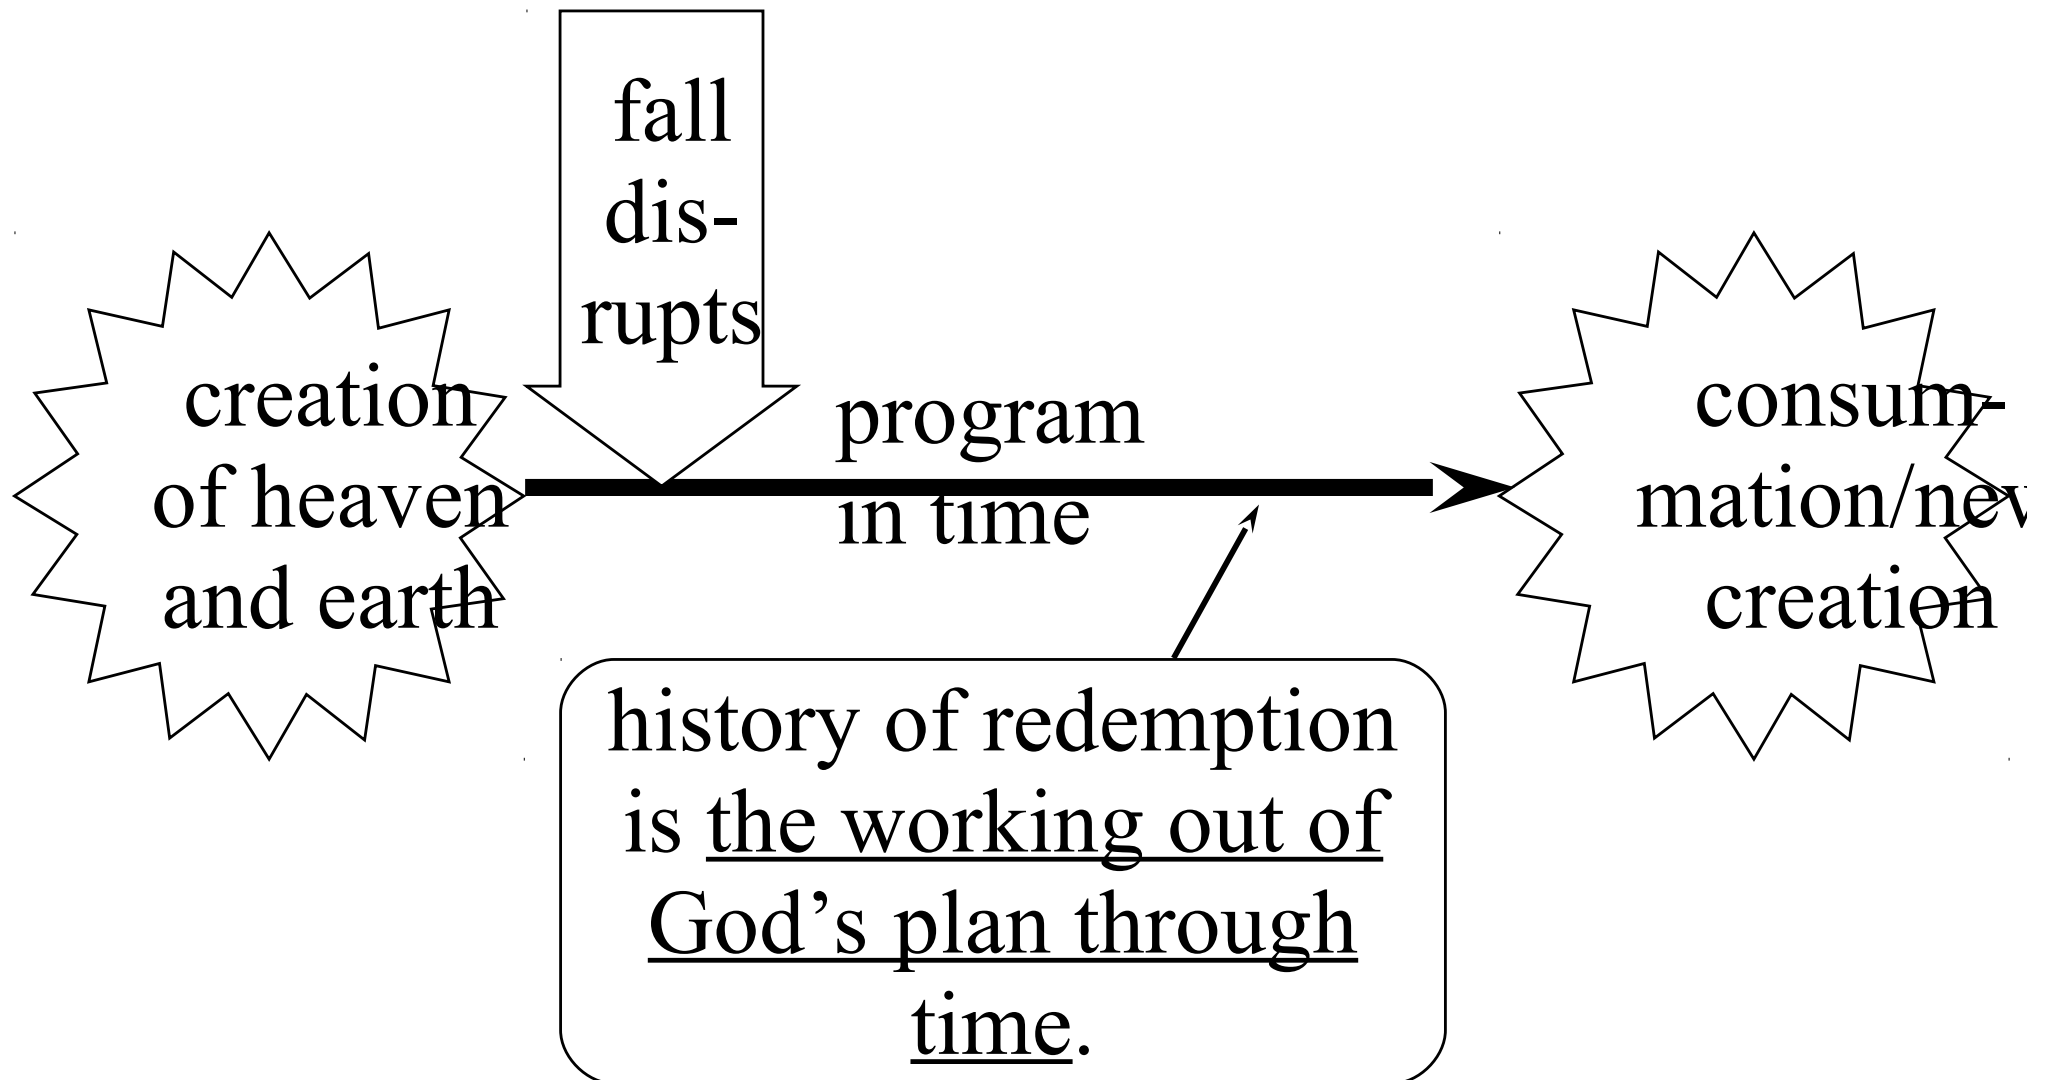 fall
dis-
rupts
creation
of heaven
and earth
program
in time
consum-
mation/new
creation
history of redemption
is the working out of
God’s plan through
time.